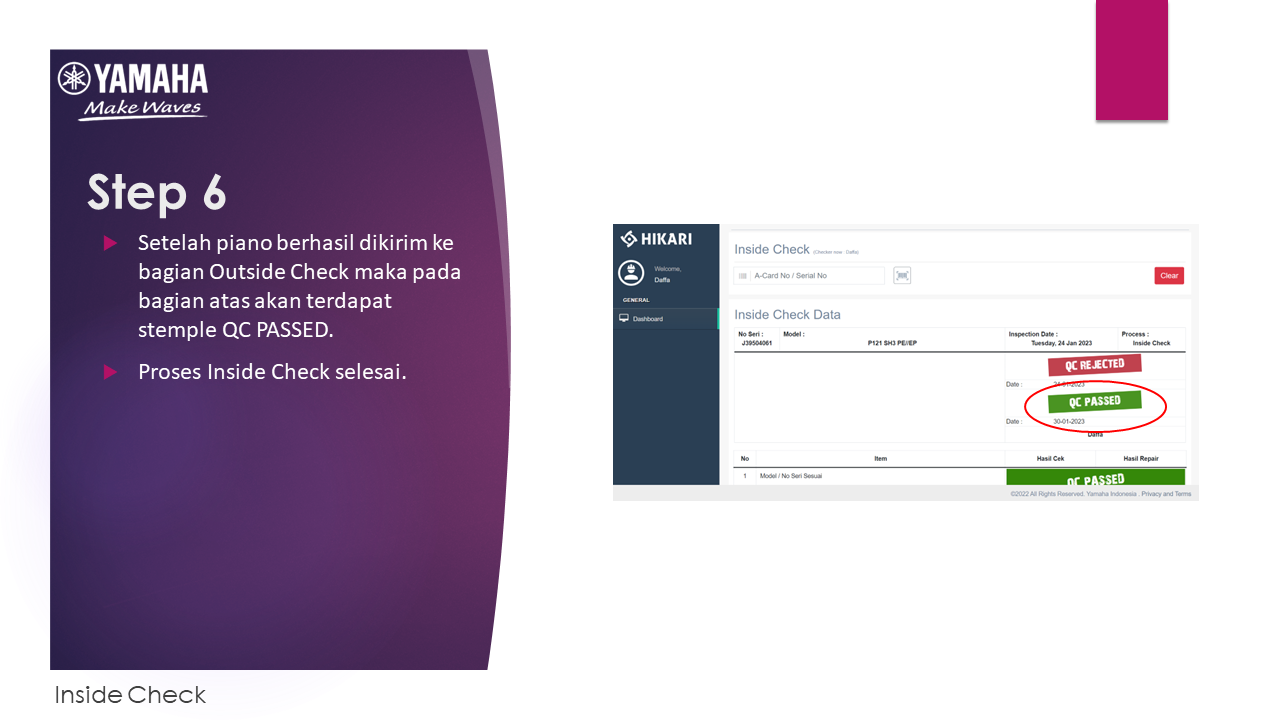 YAMAHA
Make Waves
Step 6
Setelah piano berhasil dikirim ke
bagian Outside Check maka pada
bagian atas akan terdapat
stemple QC PASSED.
Proses Inside Check selesai.
Inside Check
HIKARI
Welcome,
Daffa
GENERAL
Dashboard
Inside Check (Checker now : Daffa)
A-Card No / Serial No
Clear
Inside Check Data
No Seri : Model : Inspection Date : Process :
J39504061 P121 SH3 PE//EP Tuesday, 24 Jan 2023 Inside Check
QC REJECTED
Date : 24-01-2023
QC PASSED
Date : 30-01-2023
Daffa
No Item Hasil Cek Hasil Repair
1 Model / No Seri Sesuai QC PASSED
©2022 All Rights Reserved. Yamaha Indonesia . Privacy and Terms